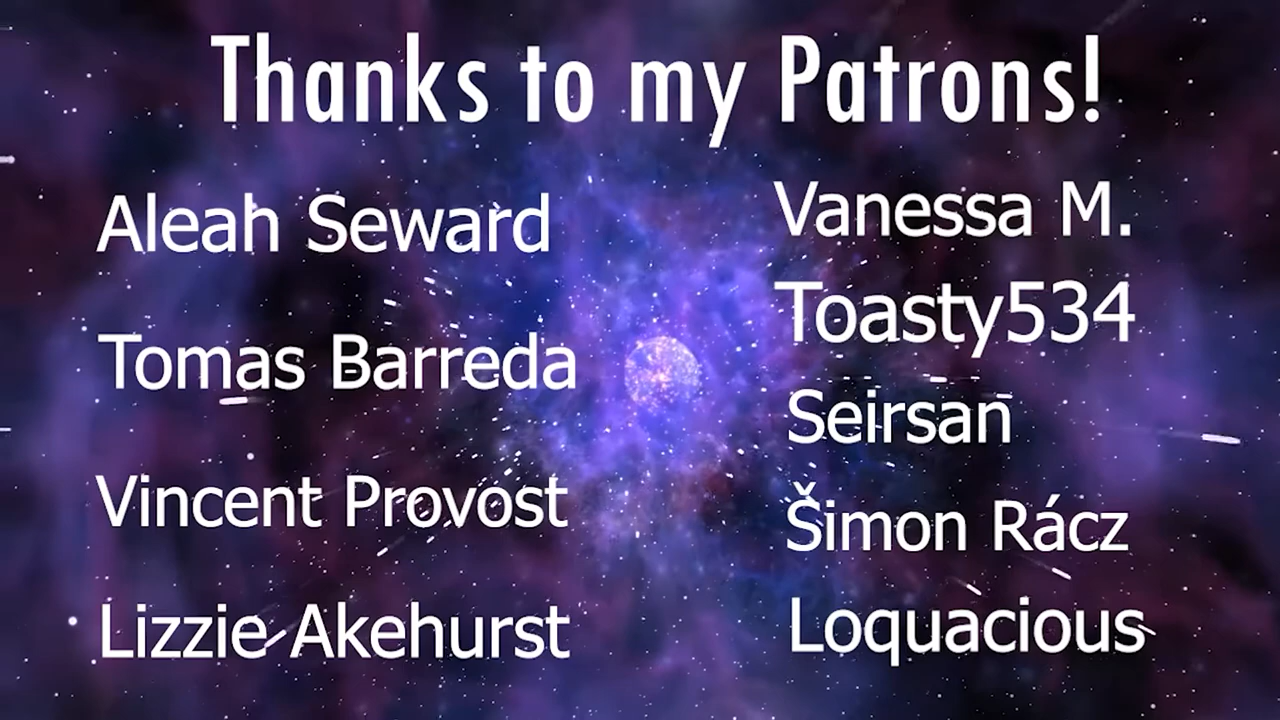 Thanks to my Patrons!
Aleah Seward
Tomas Barreda
Vincent Provost
Lizzie Akehurst
Vanessa M.
Toasty534
Seirsan
Šimon Rácz
Loquacious